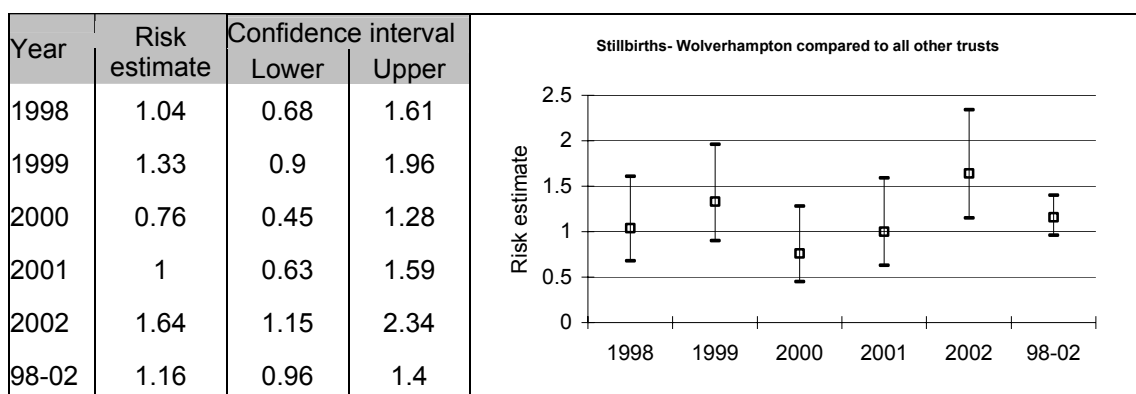 Year Risk estimate Confidence interval
Lower Upper
1998 1.04 0.68 1.61
1999 1.33 0.9 1.96
2000 0.76 0.45 1.28
2001 1 0.63 1.59
2002 1.64 1.15 2.34
98-02 1.16 0.96 1.4
Stillbirths- Wolverhampton compared to all other trusts
Risk estimate
2.5
2
1.5
1
0.5
0
1998 1999 2000 2001 2002 98-02